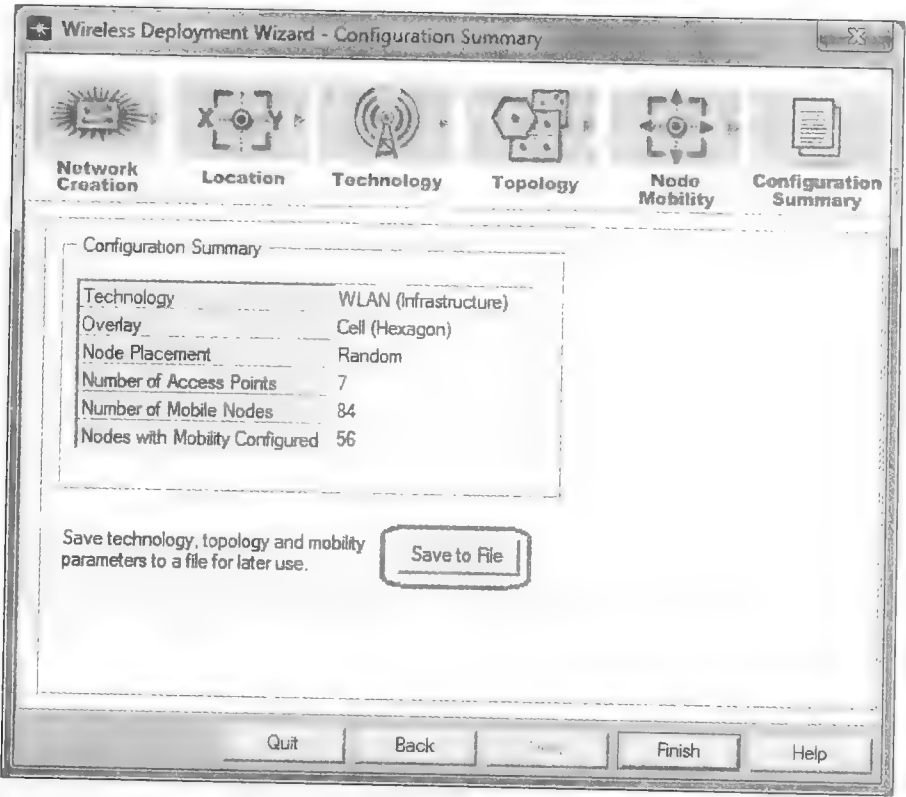 Wireless Deployment Wizard - Configuration Summary
X Y
Network Creation
Location
Technology
Topology
Node Mobility
Configuration Summary
Configuration Summary
Technology WLAN (Infrastructure)
Overlay Cell (Hexagon)
Node Placement Random
Number of Access Points 7
Number of Mobile Nodes 84
Nodes with Mobility Configured 56
Save technology, topology and mobility
parameters to a file for later use.
Save to File
Quit Back Finish Help